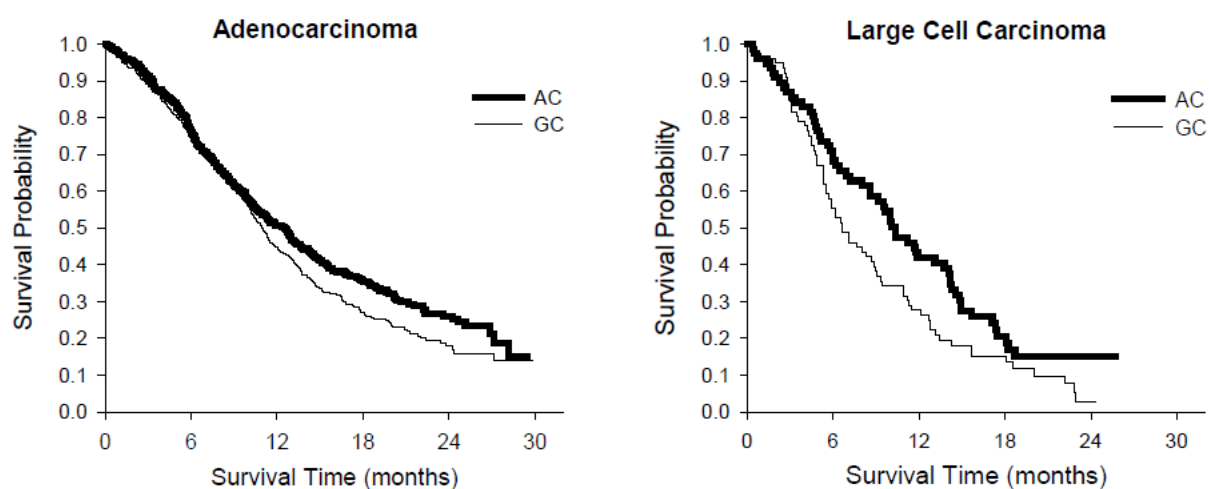 Adenocarcinoma
Survival Probability
1.0
0.9
0.8
0.7
0.6
0.5
0.4
0.3
0.2
0.1
0.0
AC
GC
0 6 12 18 24 30
Survival Time (months)
Large Cell Carcinoma
Survival Probability
1.0
0.9
0.8
0.7
0.6
0.5
0.4
0.3
0.2
0.1
0.0
AC
GC
0 6 12 18 24 30
Survival Time (months)